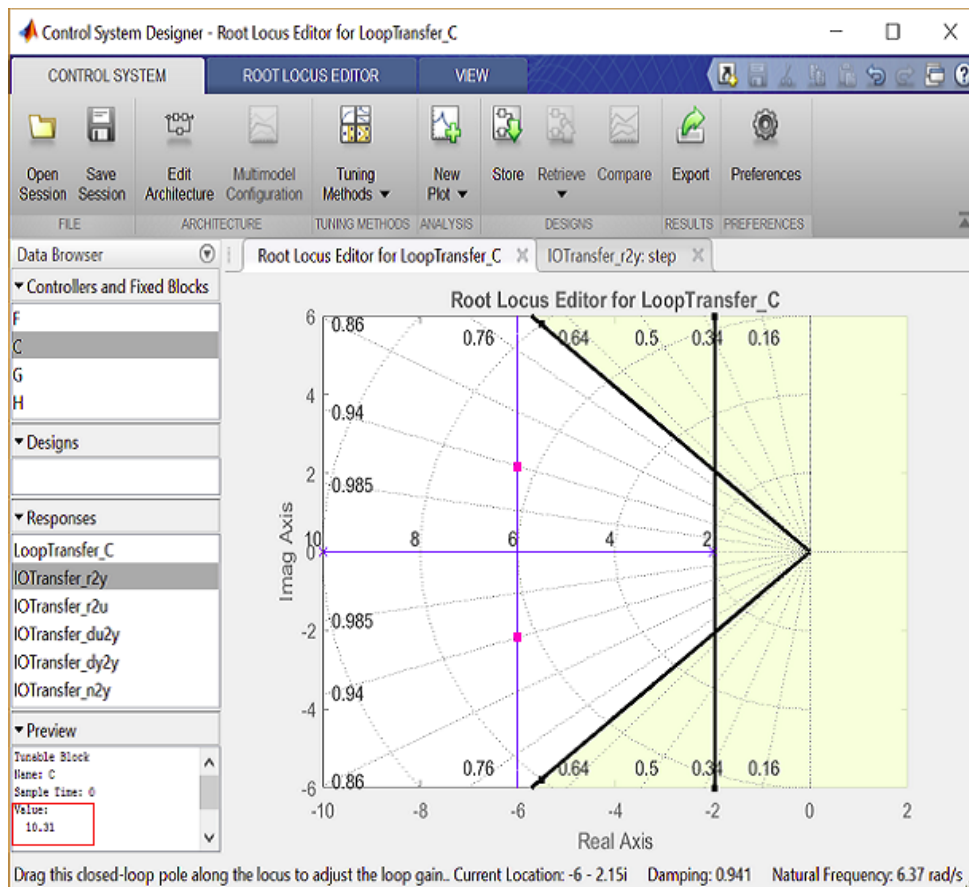 Control System Designer - Root Locus Editor for LoopTransfer_C
CONTROL SYSTEM
ROOT LOCUS EDITOR
VIEW
Open Session
Save Session
Edit Architecture
Multimodel Configuration
Tuning Methods
New Plot
Store
Retrieve
Compare
Export
Preferences
FILE
ARCHITECTURE
TUNING METHODS
ANALYSIS
DESIGNS
RESULTS
PREFERENCES
Data Browser
Controllers and Fixed Blocks
F
C
G
H
Designs
Responses
LoopTransfer_C
IOTransfer_r2y
IOTransfer_r2u
IOTransfer_du2y
IOTransfer_dy2y
IOTransfer_n2y
Preview
Tunable Block
Name: C
Sample Time: 0
Value:
10.31
Root Locus Editor for LoopTransfer_C
IOTransfer_r2y: step
Root Locus Editor for LoopTransfer_C
6
4
2
0
-2
-4
-6
Imag Axis
0.86
0.76
0.64
0.5
0.34
0.16
0.94
0.985
10
8
6
4
2
0.985
0.94
0.86
0.76
0.64
0.5
0.34
0.16
-10
-8
-6
-4
-2
0
2
Real Axis
Drag this closed-loop pole along the locus to adjust the loop gain.. Current Location: -6 - 2.15i Damping: 0.941 Natural Frequency: 6.37 rad/s